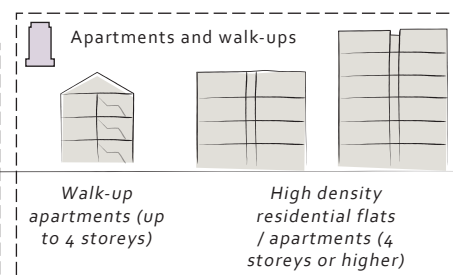 Apartments and walk-ups
Walk-up
apartments (up
to 4 storeys)
High density
residential flats
/ apartments (4
storeys or higher)